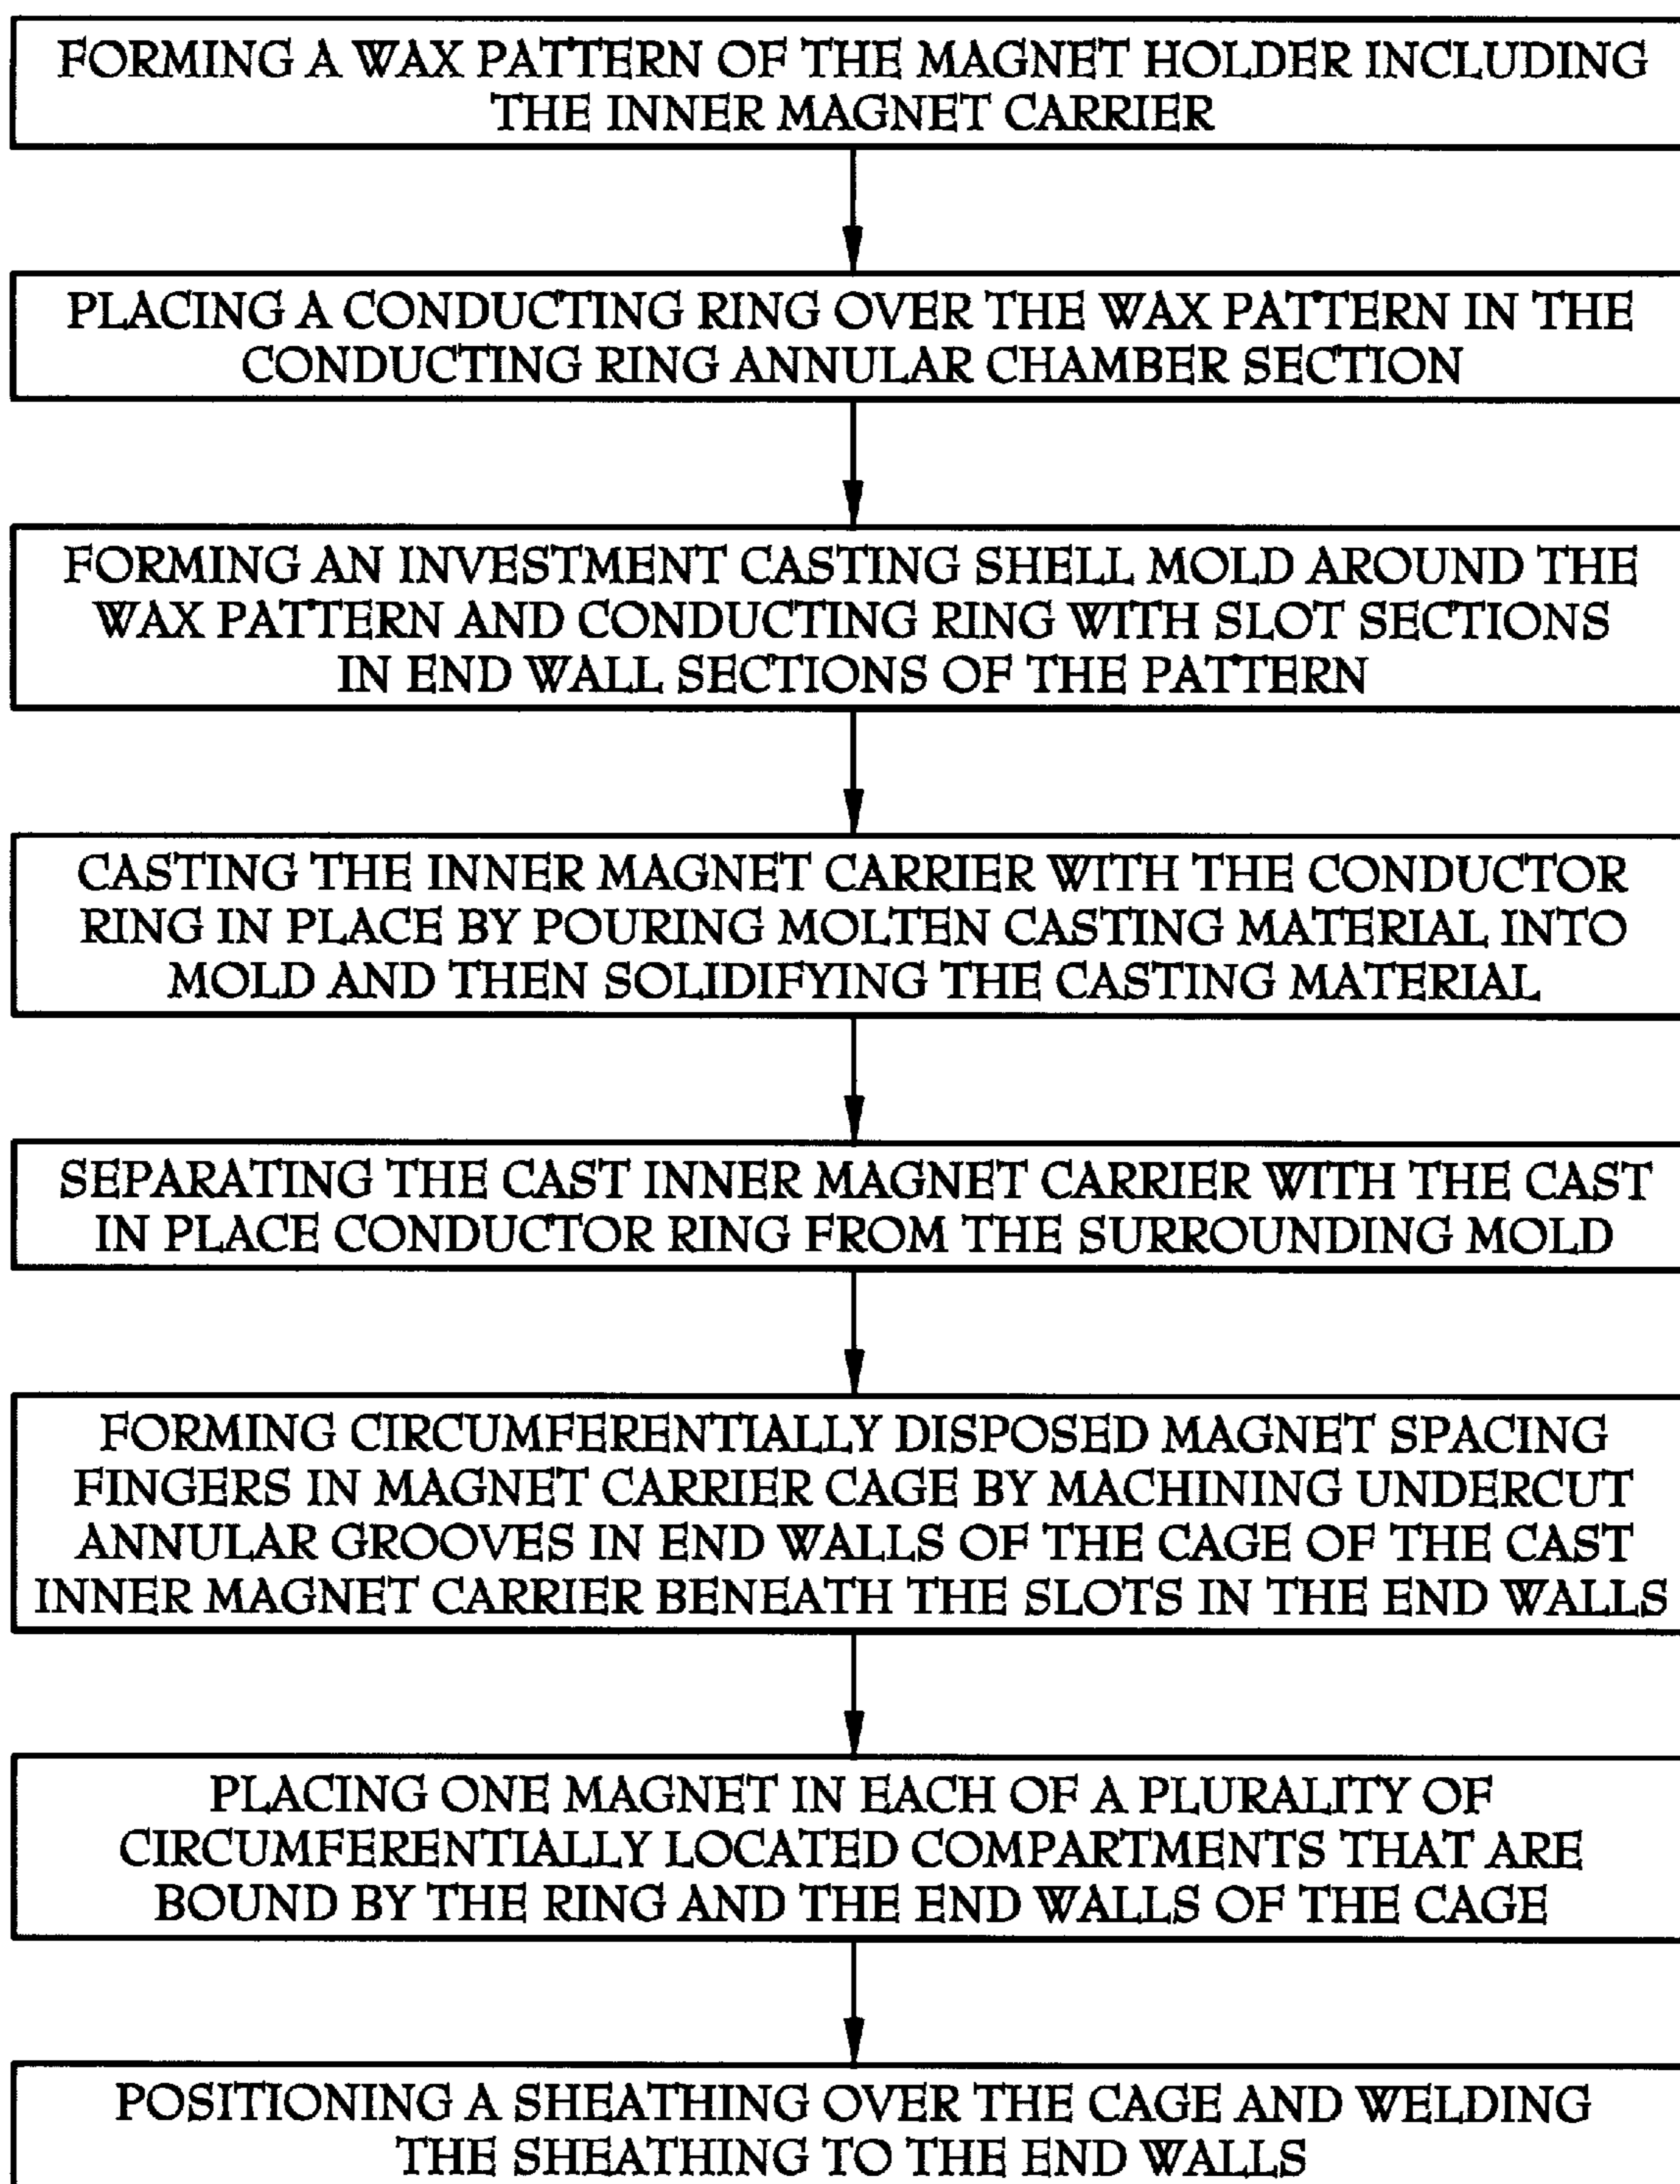 FORMING A WAX PATTERN OF THE MAGNET HOLDER INCLUDING
THE INNER MAGNET CARRIER
PLACING A CONDUCTING RING OVER THE WAX PATTERN IN THE
CONDUCTING RING ANNULAR CHAMBER SECTION
FORMING AN INVESTMENT CASTING SHELL MOLD AROUND THE
WAX PATTERN AND CONDUCTING RING WITH SLOT SECTIONS
IN END WALL SECTIONS OF THE PATTERN
CASTING THE INNER MAGNET CARRIER WITH THE CONDUCTOR
RING IN PLACE BY POURING MOLTEN CASTING MATERIAL INTO
MOLD AND THEN SOLIDIFYING THE CASTING MATERIAL
SEPARATING THE CAST INNER MAGNET CARRIER WITH THE CAST
IN PLACE CONDUCTOR RING FROM THE SURROUNDING MOLD
FORMING CIRCUMFERENTIALLY DISPOSED MAGNET SPACING
FINGERS IN MAGNET CARRIER CAGE BY MACHINING UNDERCUT
ANNULAR GROOVES IN END WALLS OF THE CAGE OF THE CAST
INNER MAGNET CARRIER BENEATH THE SLOTS IN THE END WALLS
PLACING ONE MAGNET IN EACH OF A PLURALITY OF
CIRCUMFERENTIALLY LOCATED COMPARTMENTS THAT ARE
BOUND BY THE RING AND THE END WALLS OF THE CAGE
POSITIONING A SHEATHING OVER THE CAGE AND WELDING
THE SHEATHING TO THE END WALLS